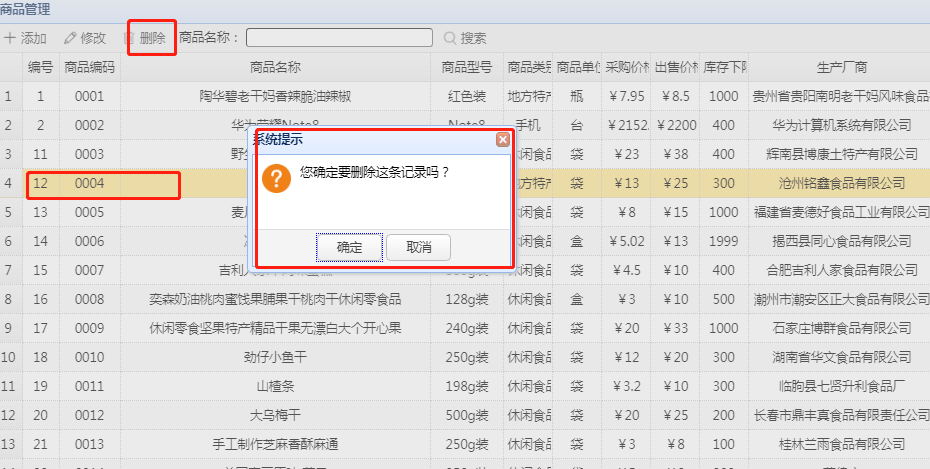 商品管理
添加 修改 删除 商品名称： 搜索
编号 商品编码 商品名称 商品型号 商品类别 商品单位 采购价格 出售价格 库存下限 生产厂商
1 1 0001 陶华碧老干妈香辣脆油辣椒 红色装 地方特产 瓶 ￥7.95 ￥8.5 1000 贵州省贵阳南明老干妈风味食品
2 2 0002 华为荣耀Note8 Note8 手机 台 ￥2152. ￥2200 400 华为计算机系统有限公司
3 11 0003 野 休闲食品 袋 ￥23 ￥38 400 辉南县博康土特产有限公司
4 12 0004 地方特产 袋 ￥13 ￥25 300 沧州铭鑫食品有限公司
5 13 0005 麦 休闲食品 袋 ￥8 ￥15 1000 福建省麦德好食品工业有限公司
6 14 0006 休闲食品 盒 ￥5.02 ￥13 1999 揭西县同心食品有限公司
7 15 0007 吉利人家 休闲食品 袋 ￥4.5 ￥10 400 合肥吉利人家食品有限公司
8 16 0008 奕森奶油桃肉蜜饯果脯果干桃肉干休闲零食品 128g装 休闲食品 盒 ￥3 ￥10 500 潮州市潮安区正大食品有限公司
9 17 0009 休闲零食坚果特产精品干果无漂白大个开心果 240g装 休闲食品 袋 ￥20 ￥33 1000 石家庄博群食品有限公司
10 18 0010 劲仔小鱼干 250g装 休闲食品 袋 ￥12 ￥20 300 湖南省华文食品有限公司
11 19 0011 山楂条 198g装 休闲食品 袋 ￥3.2 ￥10 300 临朐县七贤升利食品厂
12 20 0012 大乌梅干 500g装 休闲食品 袋 ￥20 ￥25 200 长春市鼎丰真食品有限责任公司
13 21 0013 手工制作芝麻香酥麻通 250g装 休闲食品 袋 ￥3 ￥8 100 桂林兰雨食品有限公司
系统提示
您确定要删除这条记录吗？
确定 取消